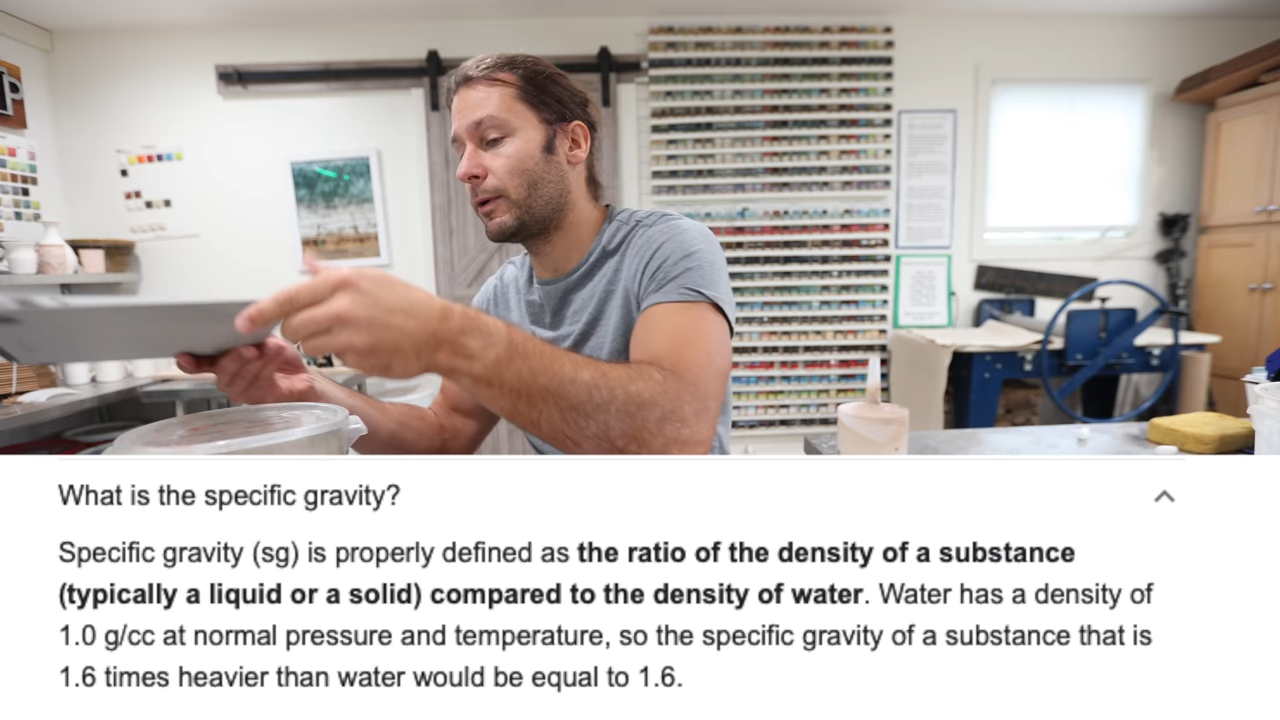 P
What is the specific gravity?
Specific gravity (sg) is properly defined as the ratio of the density of a substance
(typically a liquid or a solid) compared to the density of water. Water has a density of
1.0 g/cc at normal pressure and temperature, so the specific gravity of a substance that is
1.6 times heavier than water would be equal to 1.6.